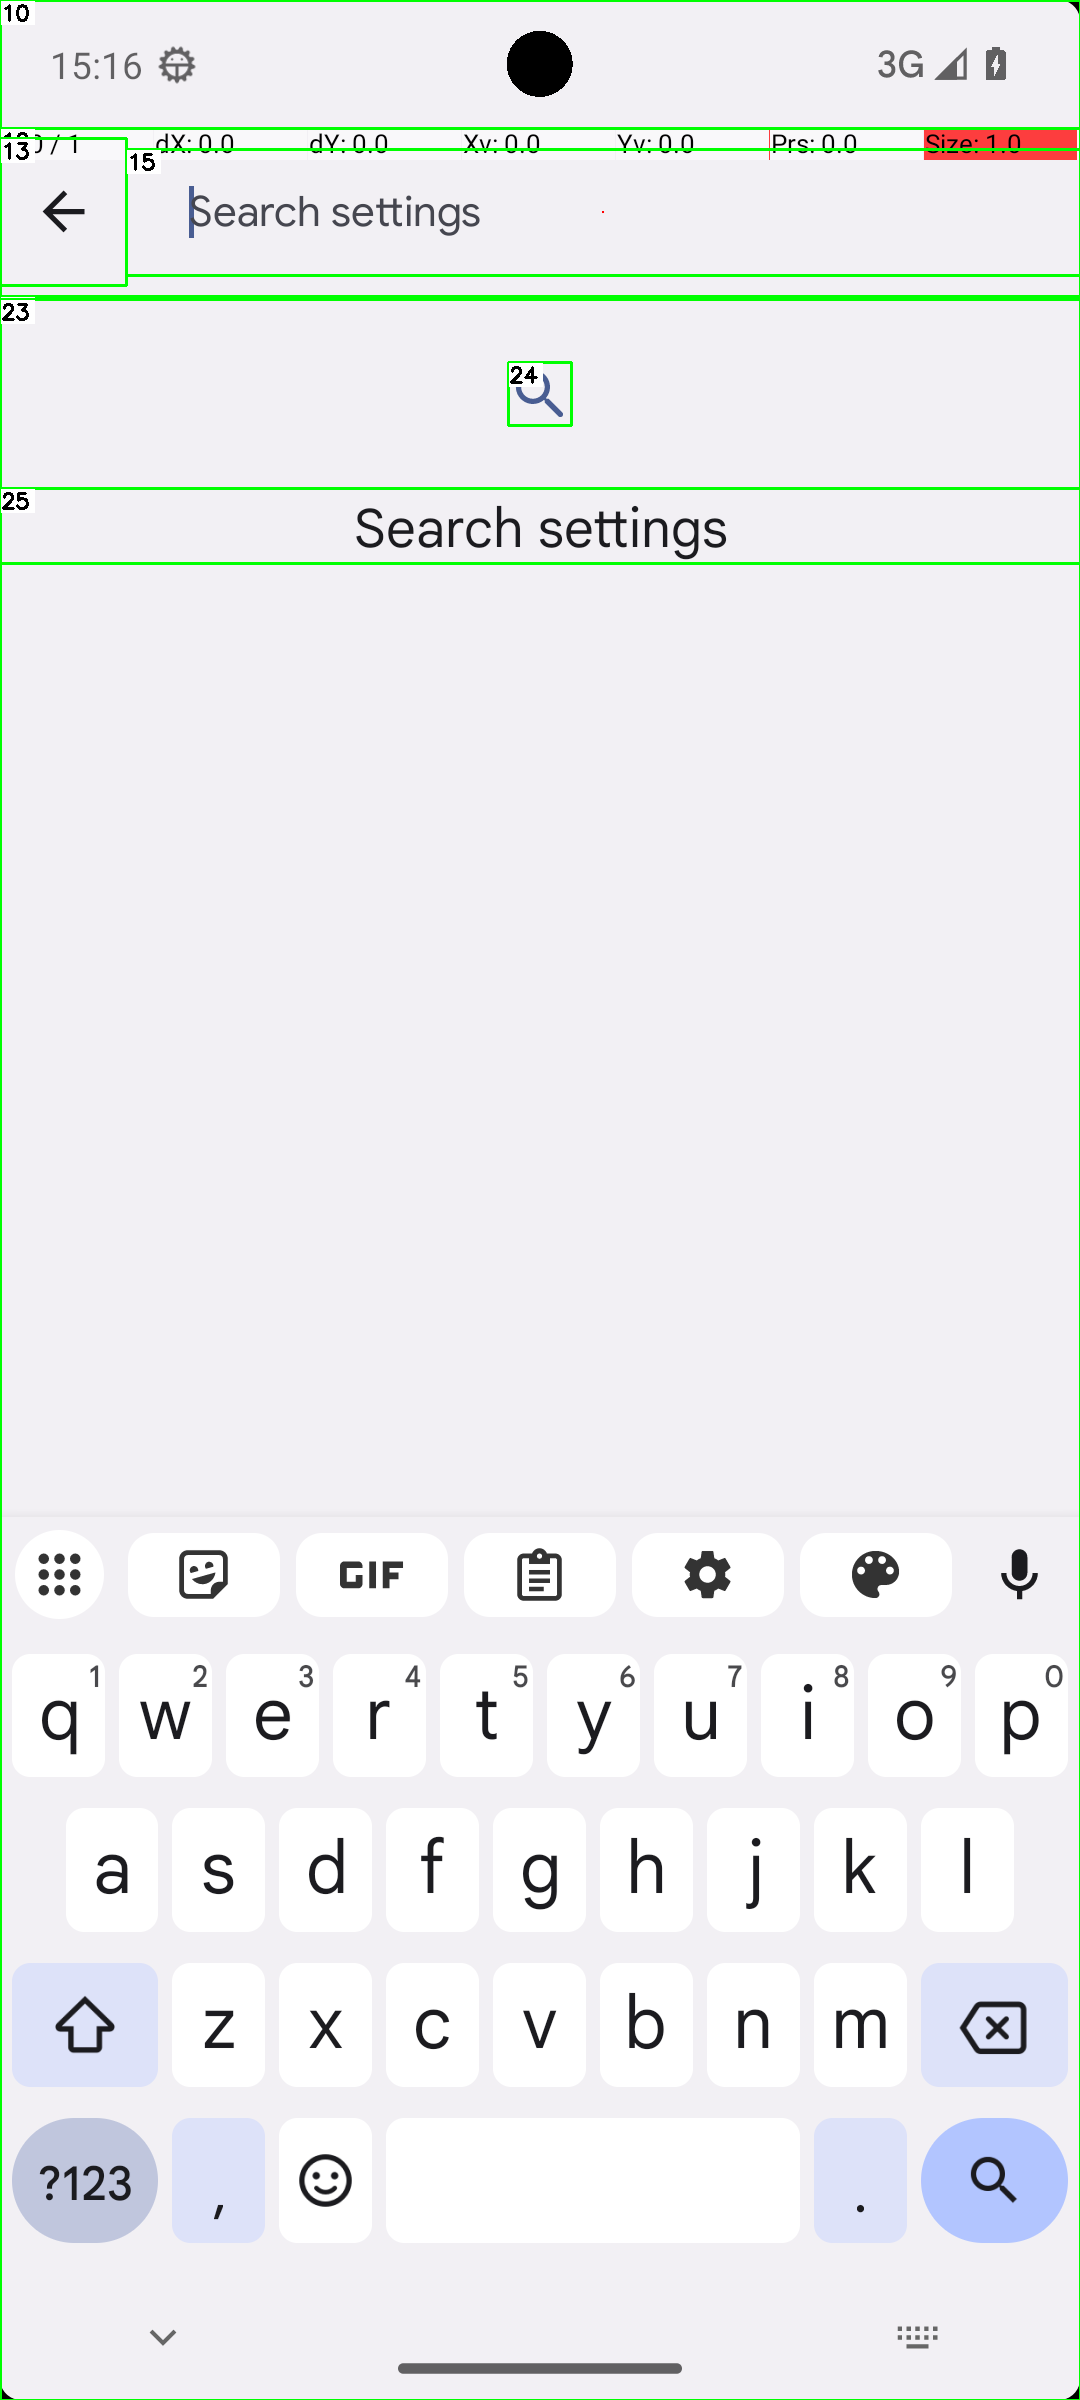 10
15:16
3G
0 / 1 dX: 0.0 dY: 0.0 Xv: 0.0 Yv: 0.0 Prs: 0.0 Size: 1.0
13
15
Search settings
23
24
25
Search settings
GIF
q 1 w 2 e 3 r 4 t 5 y 6 u 7 i 8 o 9 p 0
a s d f g h j k l
z x c v b n m
?123 , .